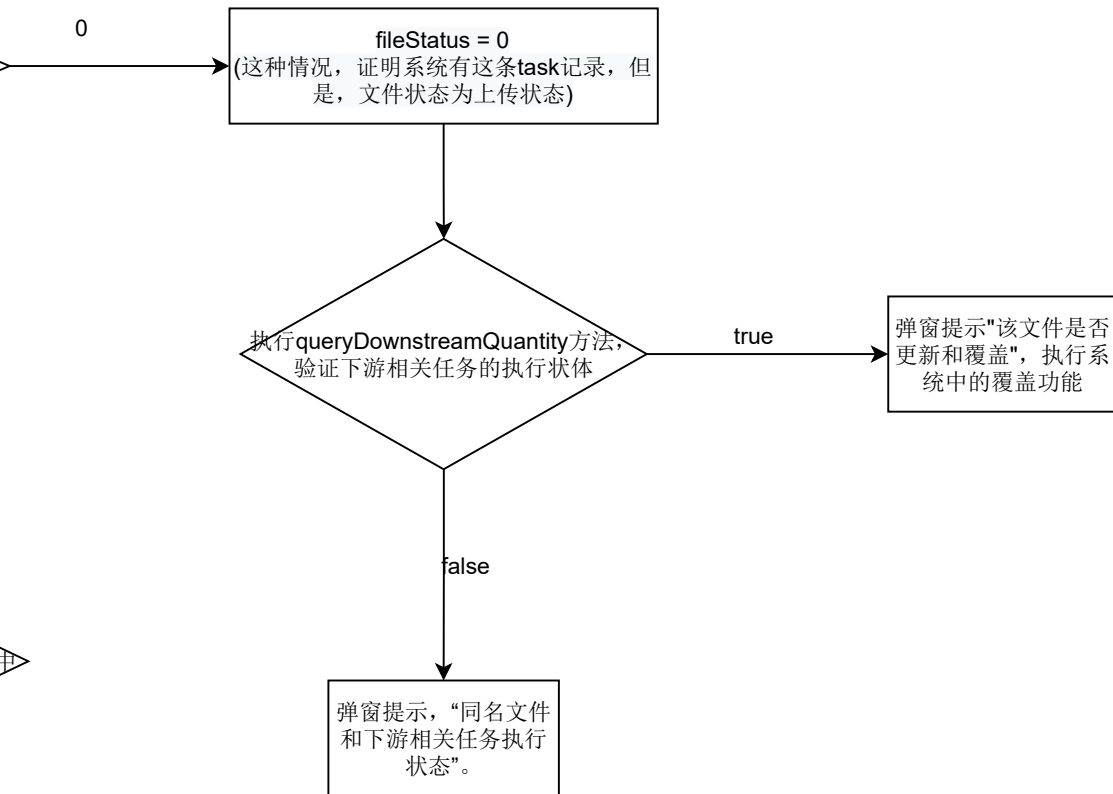 0
fileStatus = 0
(这种情况，证明系统有这条task记录，但
是，文件状态为上传状态)
执行queryDownstreamQuantity方法，
验证下游相关任务的执行状体
true
弹窗提示"该文件是否
更新和覆盖"，执行系
统中的覆盖功能
false
中
弹窗提示，“同名文件
和下游相关任务执行
状态”。